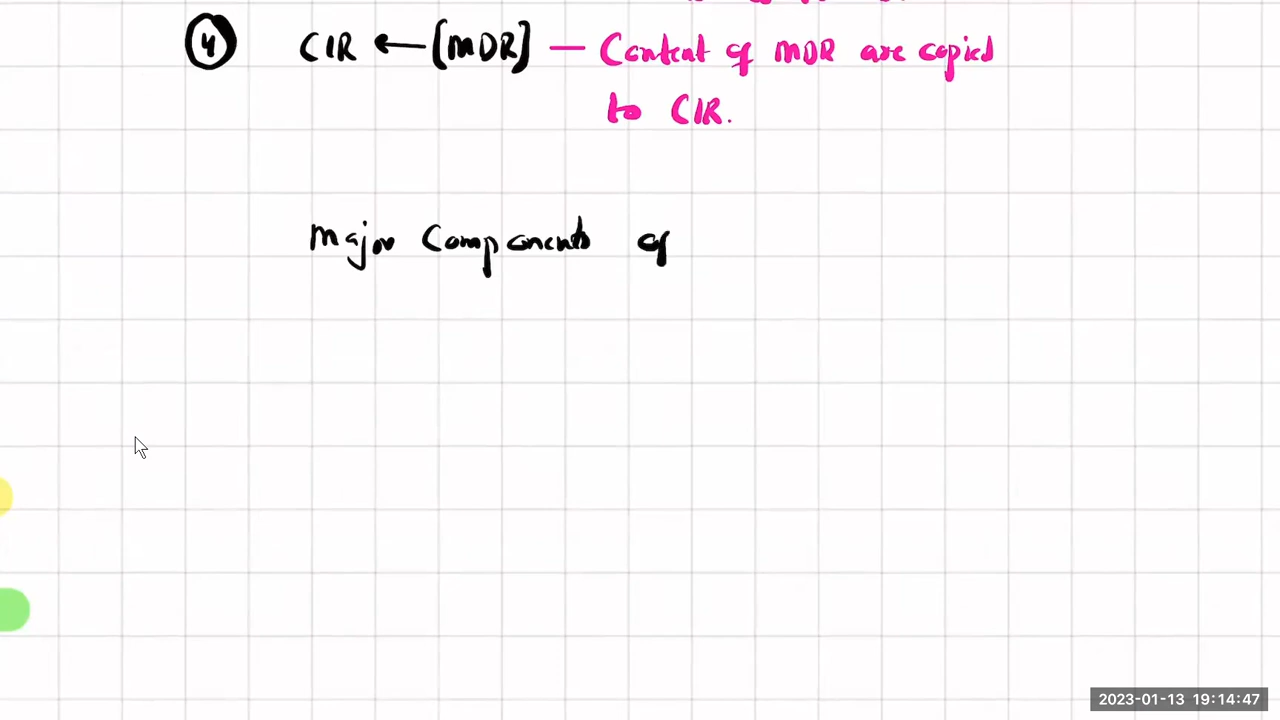 ④ CIR ← [MDR] — Content of MDR are copied
to CIR.
Major Components of
2023-01-13 19:14:47